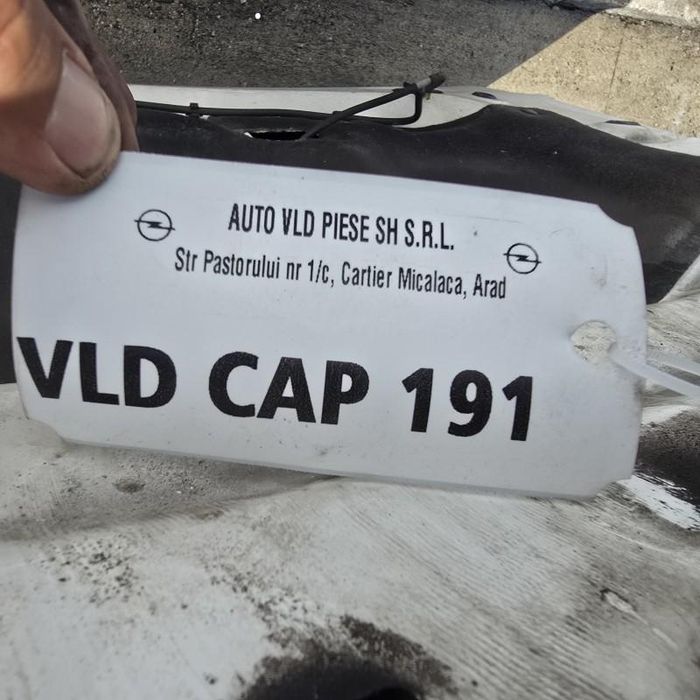 AUTO VLD PIESE SH S.R.L.
Str Pastorului nr 1/c, Cartier Micalaca, Arad
VLD CAP 191